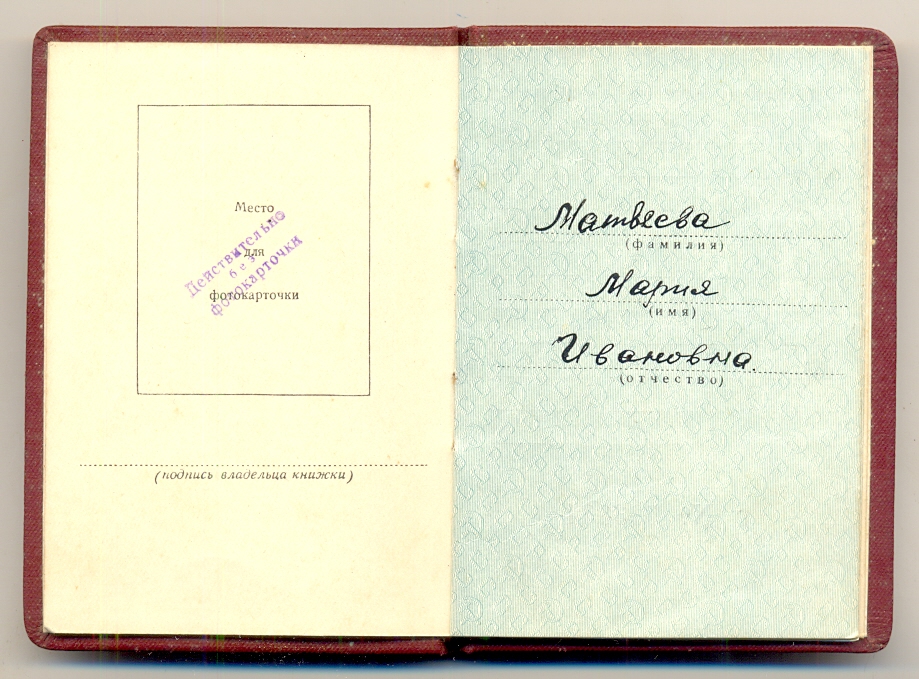 Место
для
фотокарточки
Действительно
без
фотокарточки
(подпись владельца книжки)
Матвеева
(фамилия)
Мария
(имя)
Ивановна.
(отчество)